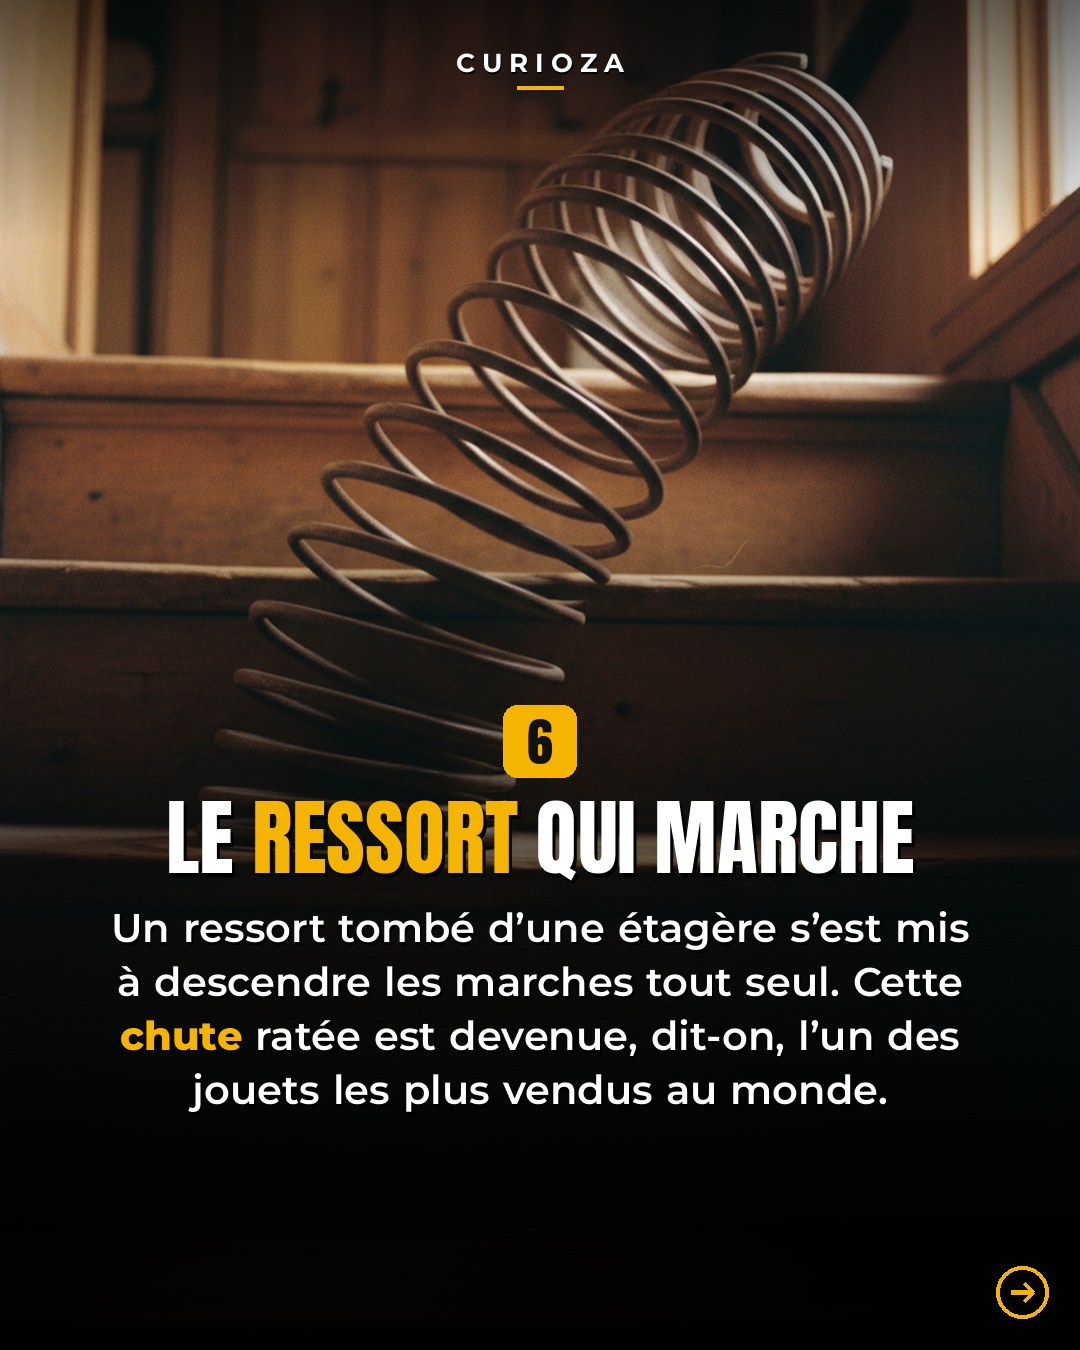 CURIOZA
6
LE RESSORT QUI MARCHE
Un ressort tombé d’une étagère s’est mis
à descendre les marches tout seul. Cette
chute ratée est devenue, dit-on, l’un des
jouets les plus vendus au monde.